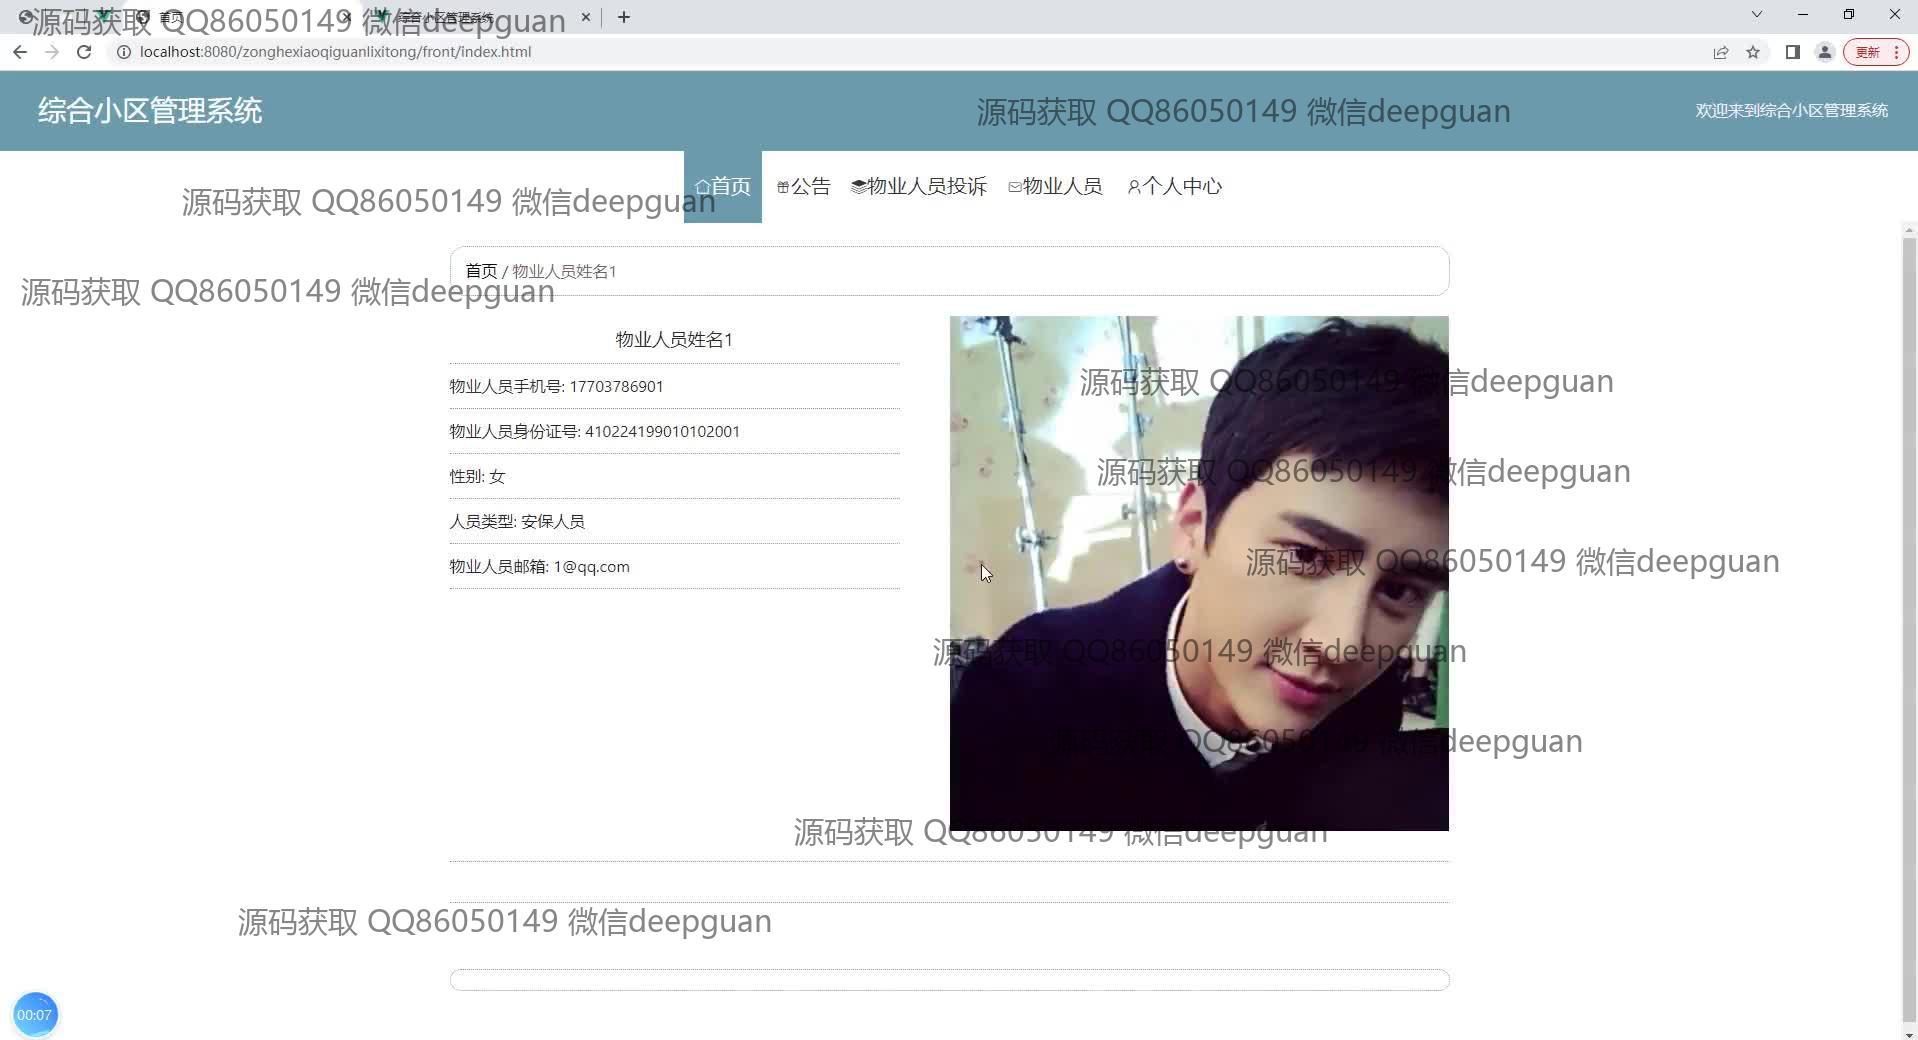 源码获取 QQ86050149 微信deepguan
首页
综合小区管理系统
localhost:8080/zonghexiaoqiguanlixitong/front/index.html
更新
综合小区管理系统
源码获取 QQ86050149 微信deepguan
欢迎来到综合小区管理系统
首页 公告 物业人员投诉 物业人员 个人中心
源码获取 QQ86050149 微信deepguan
首页 / 物业人员姓名1
源码获取 QQ86050149 微信deepguan
物业人员姓名1
物业人员手机号: 17703786901
源码获取 QQ86050149 微信deepguan
物业人员身份证号: 410224199010102001
源码获取 QQ86050149 微信deepguan
性别: 女
人员类型: 安保人员
物业人员邮箱: 1@qq.com
源码获取 QQ86050149 微信deepguan
源码获取 QQ86050149 微信deepguan
源码获取 QQ86050149 微信deepguan
源码获取 QQ86050149 微信deepguan
源码获取 QQ86050149 微信deepguan
00:07